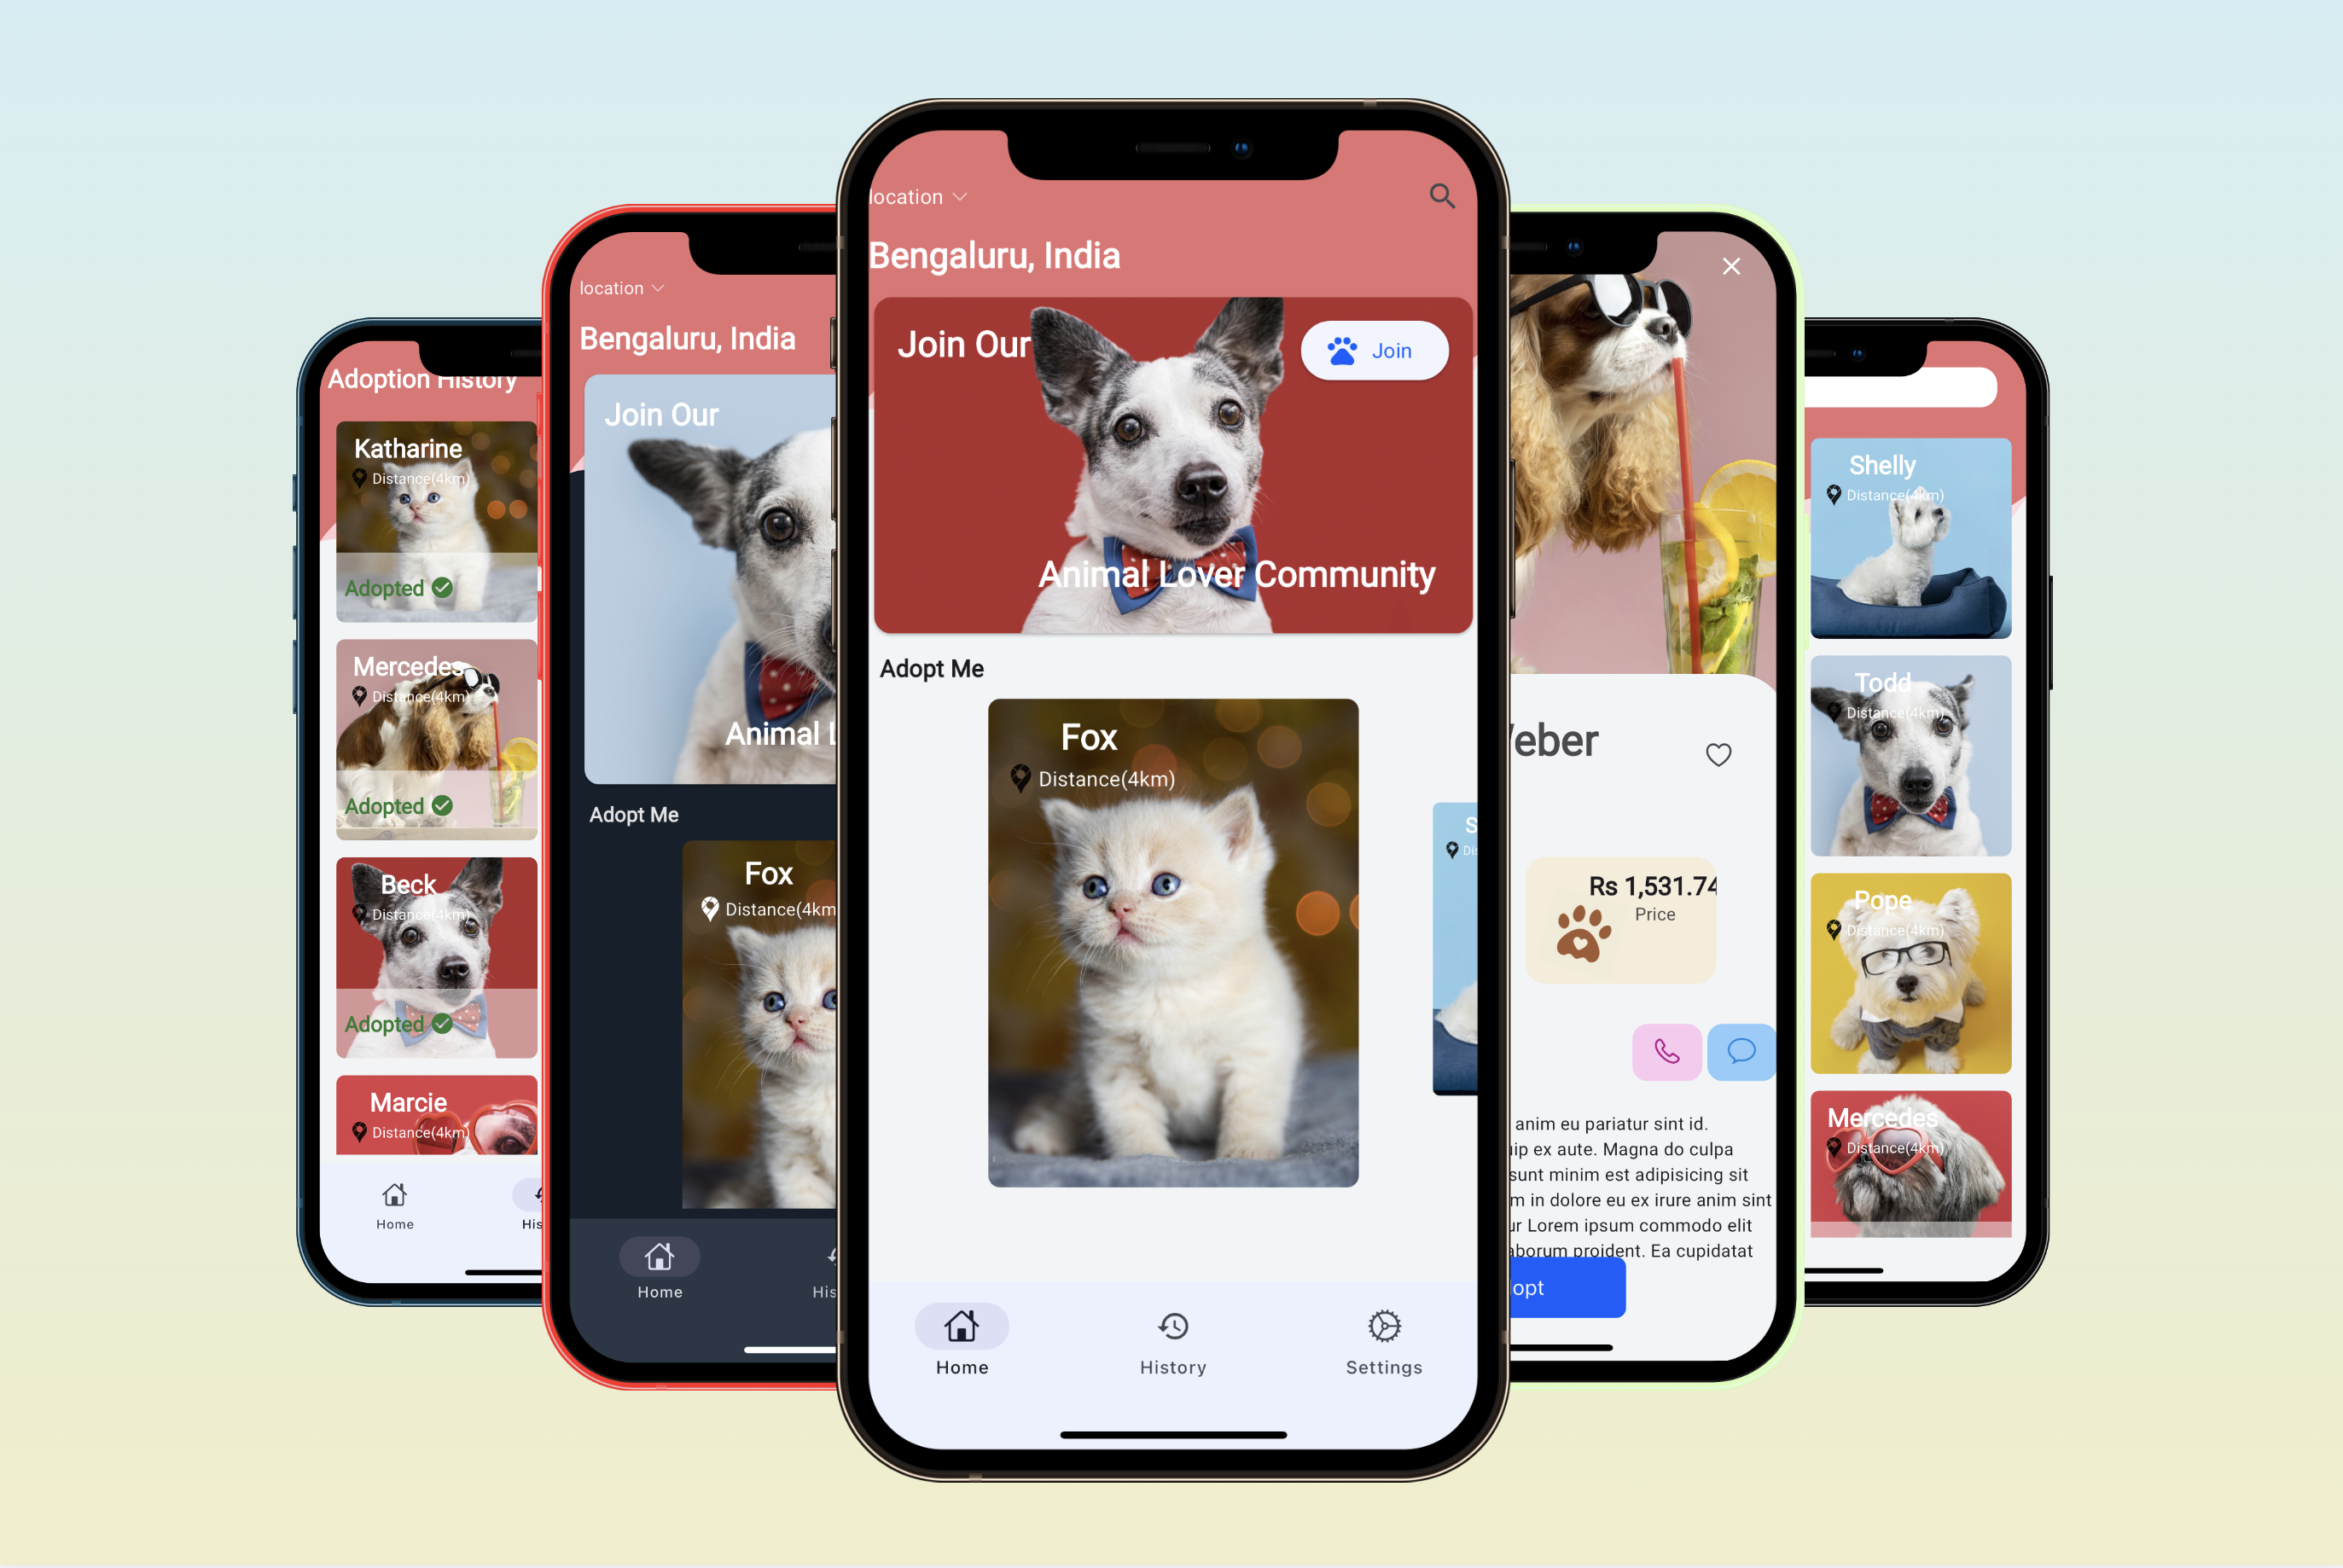 Adoption History
Katharine
Distance(4km)
Adopted
Mercedes
Distance(4km)
Adopted
Beck
Distance(4km)
Adopted
Marcie
Distance(4km)
Home
His
location
Bengaluru, India
Join Our
Animal L
Adopt Me
Fox
Distance(4km
Home
His
location
Bengaluru, India
Join Our
Join
Animal Lover Community
Adopt Me
Fox
Distance(4km)
S
Dis
Home
History
Settings
eber
Rs 1,531.74
Price
anim eu pariatur sint id.
ip ex aute. Magna do culpa
sunt minim est adipisicing sit
m in dolore eu ex irure anim sint
ur Lorem ipsum commodo elit
aborum proident. Ea cupidatat
opt
Shelly
Distance(4km)
Todd
Distance(4km)
Pope
Distance(4km)
Mercedes
Distance(4km)